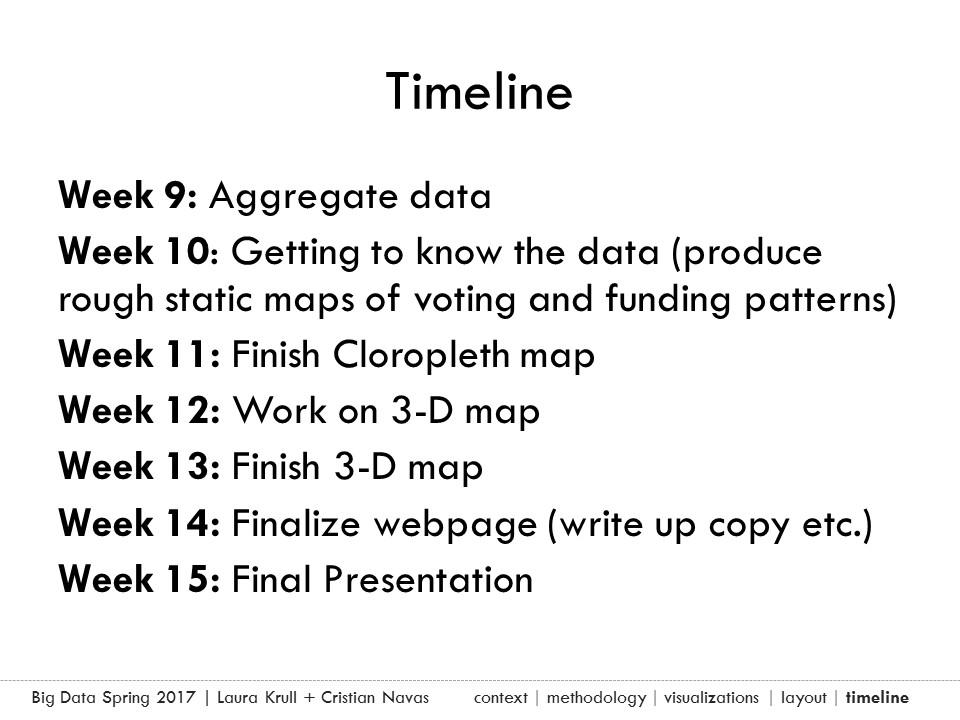 Timeline
Week 9: Aggregate data
Week 10: Getting to know the data (produce
rough static maps of voting and funding patterns)
Week 11: Finish Cloropleth map
Week 12: Work on 3-D map
Week 13: Finish 3-D map
Week 14: Finalize webpage (write up copy etc.)
Week 15: Final Presentation
Big Data Spring 2017 | Laura Krull + Cristian Navas context | methodology | visualizations | layout | timeline